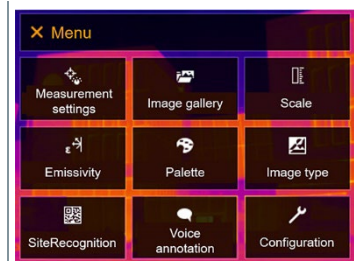 Menu
Measurement
settings
Image gallery
Scale
ε
Emissivity
Palette
Image type
SiteRecognition
Voice
annotation
Configuration